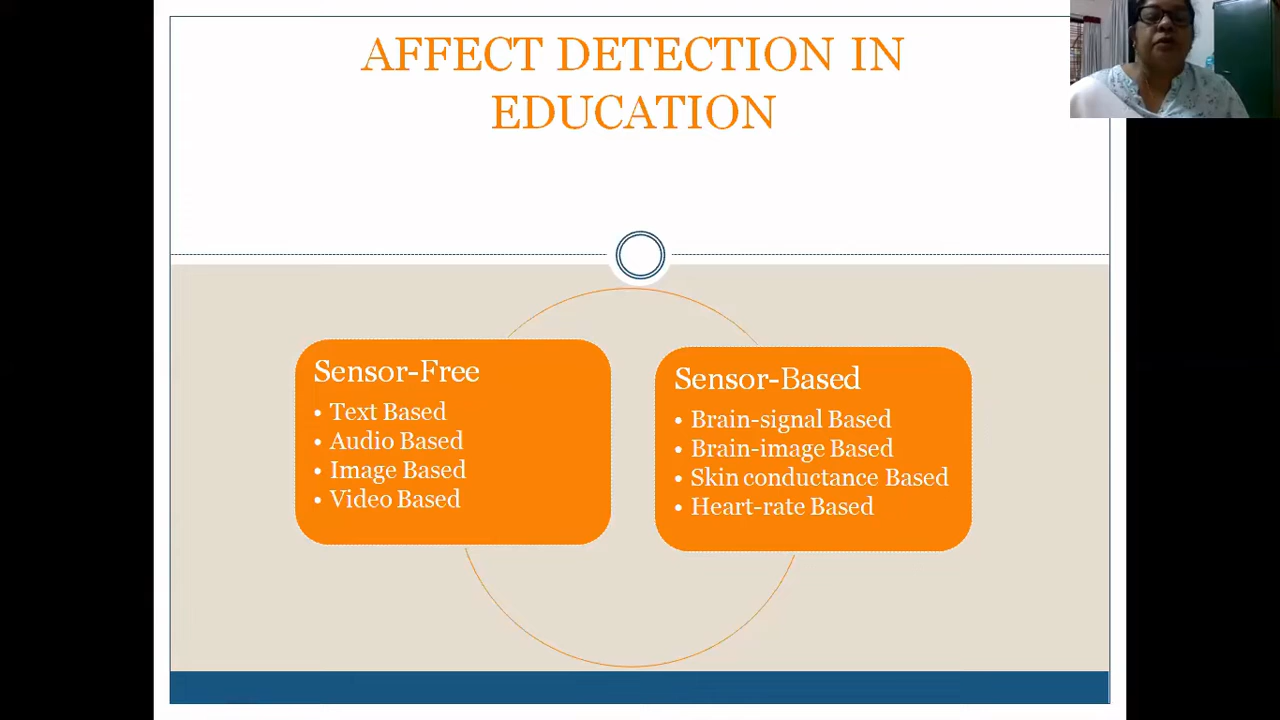 AFFECT DETECTION IN
EDUCATION
Sensor-Free
• Text Based
• Audio Based
• Image Based
• Video Based
Sensor-Based
• Brain-signal Based
• Brain-image Based
• Skin conductance Based
• Heart-rate Based